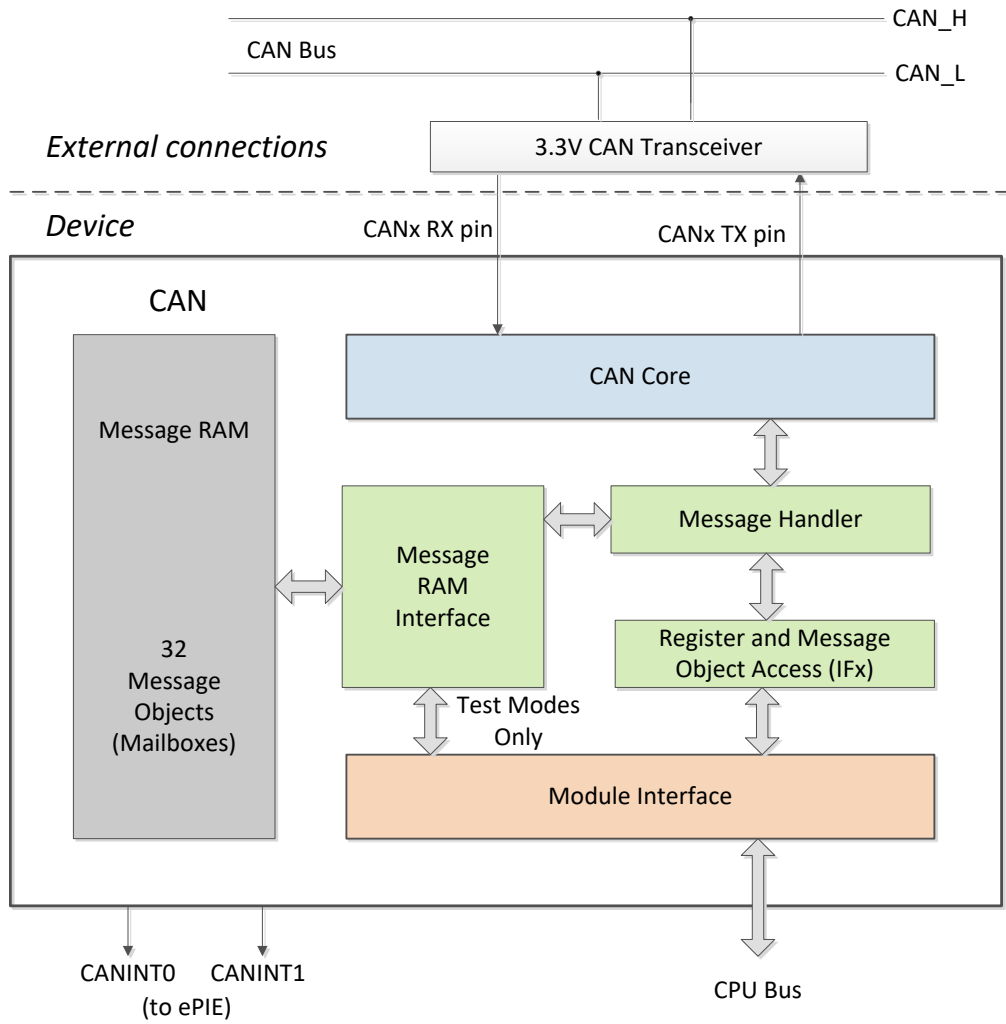 CAN_H
CAN Bus
CAN_L
External connections
3.3V CAN Transceiver
Device
CANx RX pin
CANx TX pin
CAN
CAN Core
Message RAM
Message Handler
Message
RAM
Interface
32
Message
Objects
(Mailboxes)
Register and Message
Object Access (IFx)
Test Modes
Only
Module Interface
CANINT0
CANINT1
(to ePIE)
CPU Bus